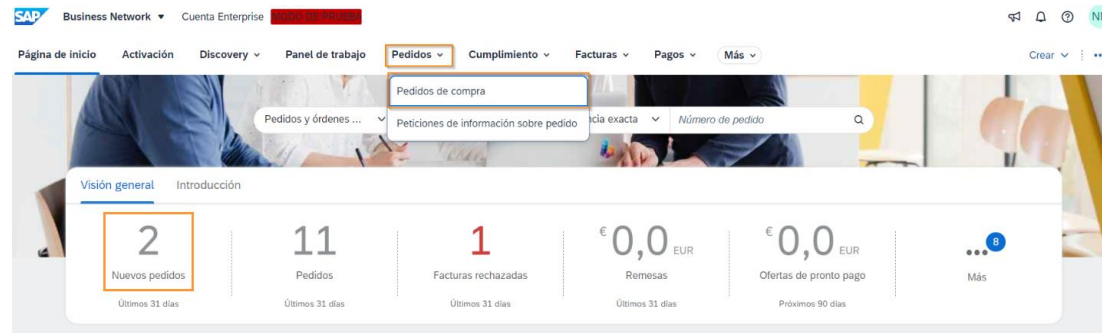 SAP Business Network Cuenta Enterprise MODO DE PRUEBA
Página de inicio Activación Discovery Panel de trabajo Pedidos Cumplimiento Facturas Pagos Más Crear
Pedidos de compra
Pedidos y órdenes ... Peticiones de información sobre pedido ncia exacta Número de pedido
Visión general Introducción
2 11 1 € 0,0 EUR € 0,0 EUR ... 8
Nuevos pedidos Pedidos Facturas rechazadas Remesas Ofertas de pronto pago Más
Últimos 31 días Últimos 31 días Últimos 31 días Últimos 31 días Próximos 90 días